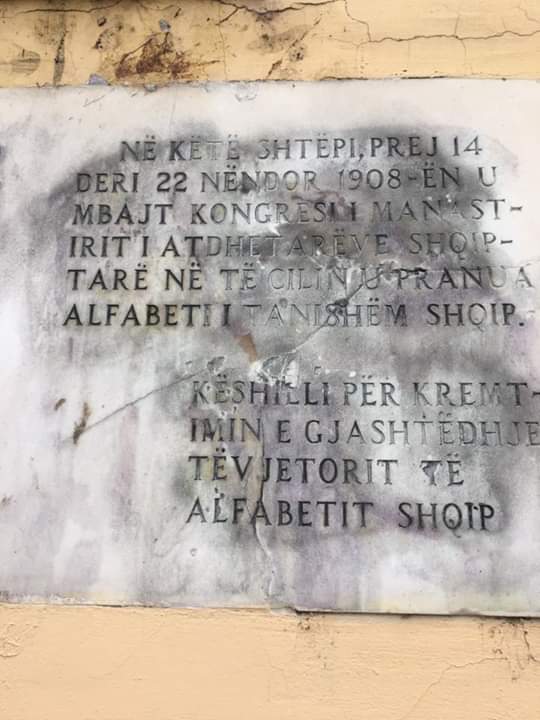 NË KËTË SHTËPI, PREJ 14
DERI 22 NËNDOR 1908-ËN U
MBAJT KONGRESI I MANAST-
IRIT I ATDHETARËVE SHQIP-
TARË NË TË CILIN U PRANUA
ALFABETI I TANISHËM SHQIP.
KËSHILLI PËR KREMT-
IMIN E GJASHTËDHJE
TËVJETORIT TË
ALFABETIT SHQIP